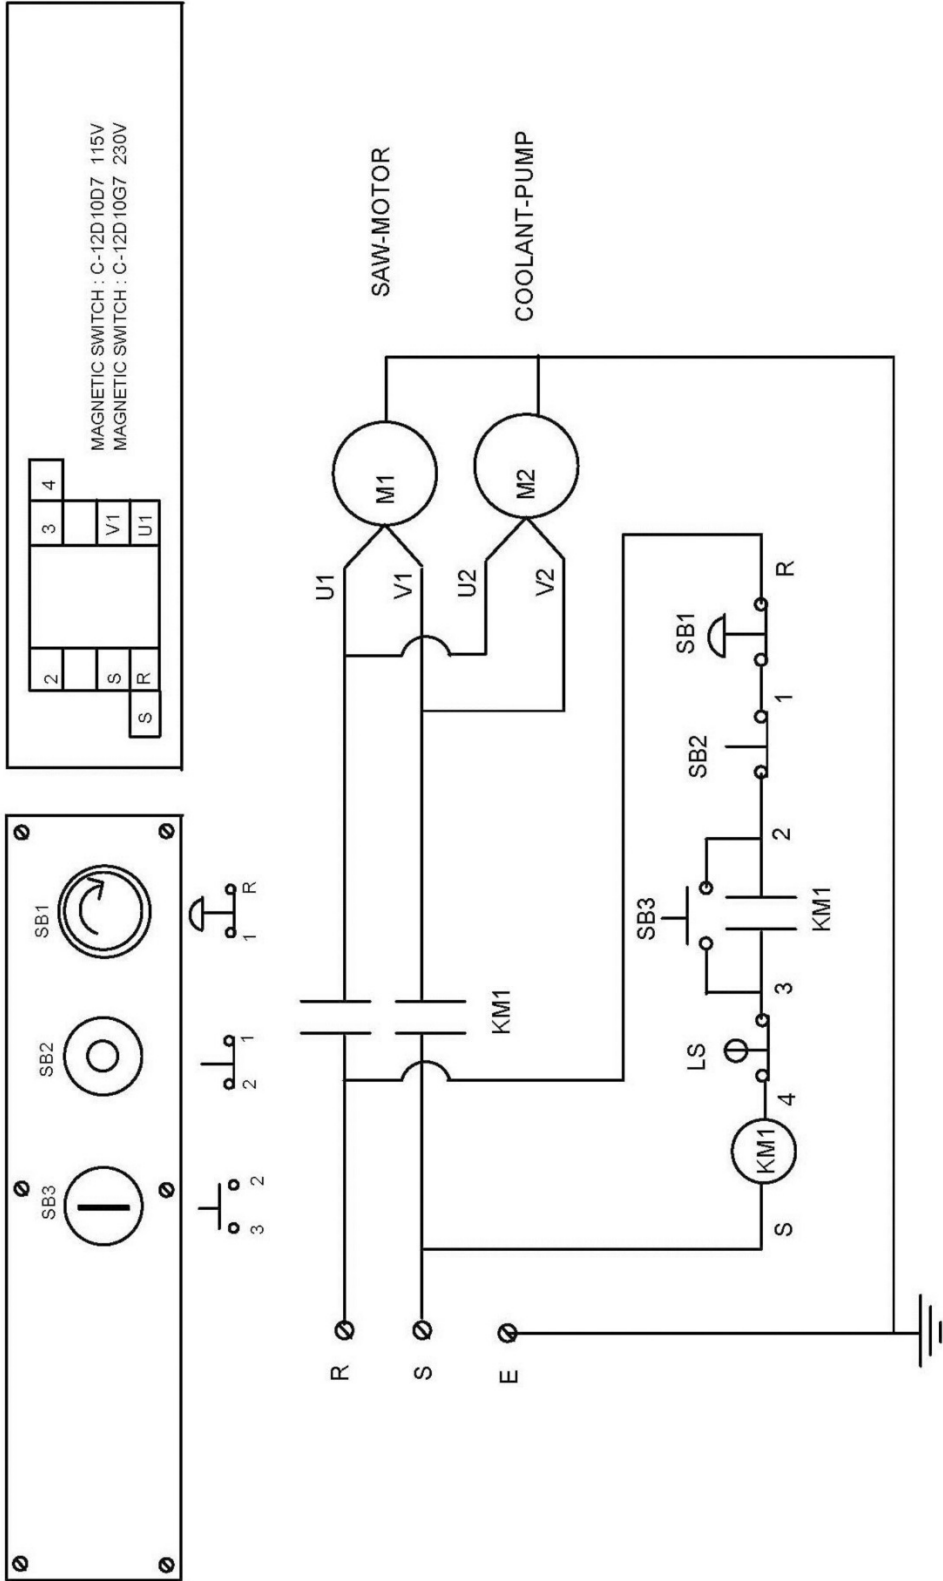 SB3 SB2 SB1
3 2 2 1 1 R
2 3 4
S V1
S R U1
MAGNETIC SWITCH : C-12D10D7 115V
MAGNETIC SWITCH : C-12D10G7 230V
R
U1
M1
SAW-MOTOR
S
V1
KM1
U2
E
M2
COOLANT-PUMP
V2
SB3
LS
SB2
SB1
KM1
S 4 3 2 1 R
KM1